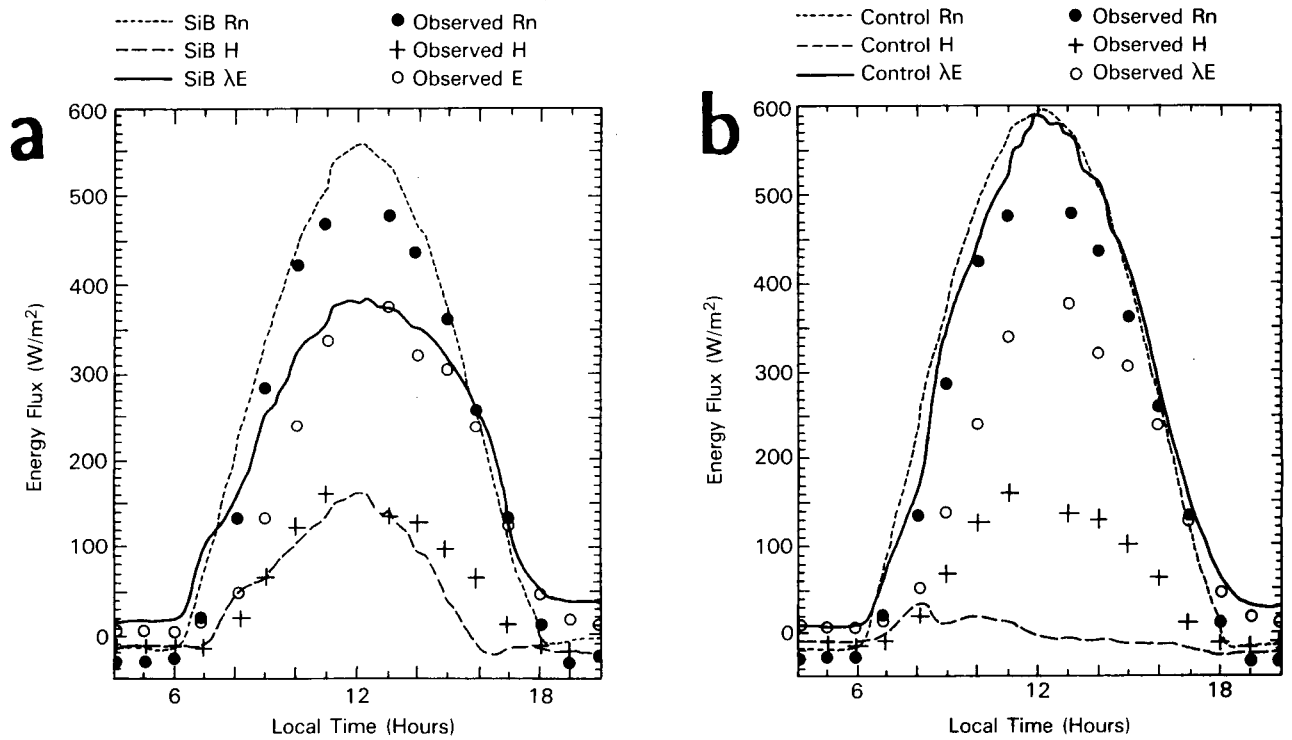 SiB Rn
Observed Rn
SiB H
Observed H
SiB λE
Observed E
a
600
500
400
300
200
100
0
Energy Flux (W/m²)
6
12
18
Local Time (Hours)
Control Rn
Observed Rn
Control H
Observed H
Control λE
Observed λE
b
600
500
400
300
200
100
0
Energy Flux (W/m²)
6
12
18
Local Time (Hours)